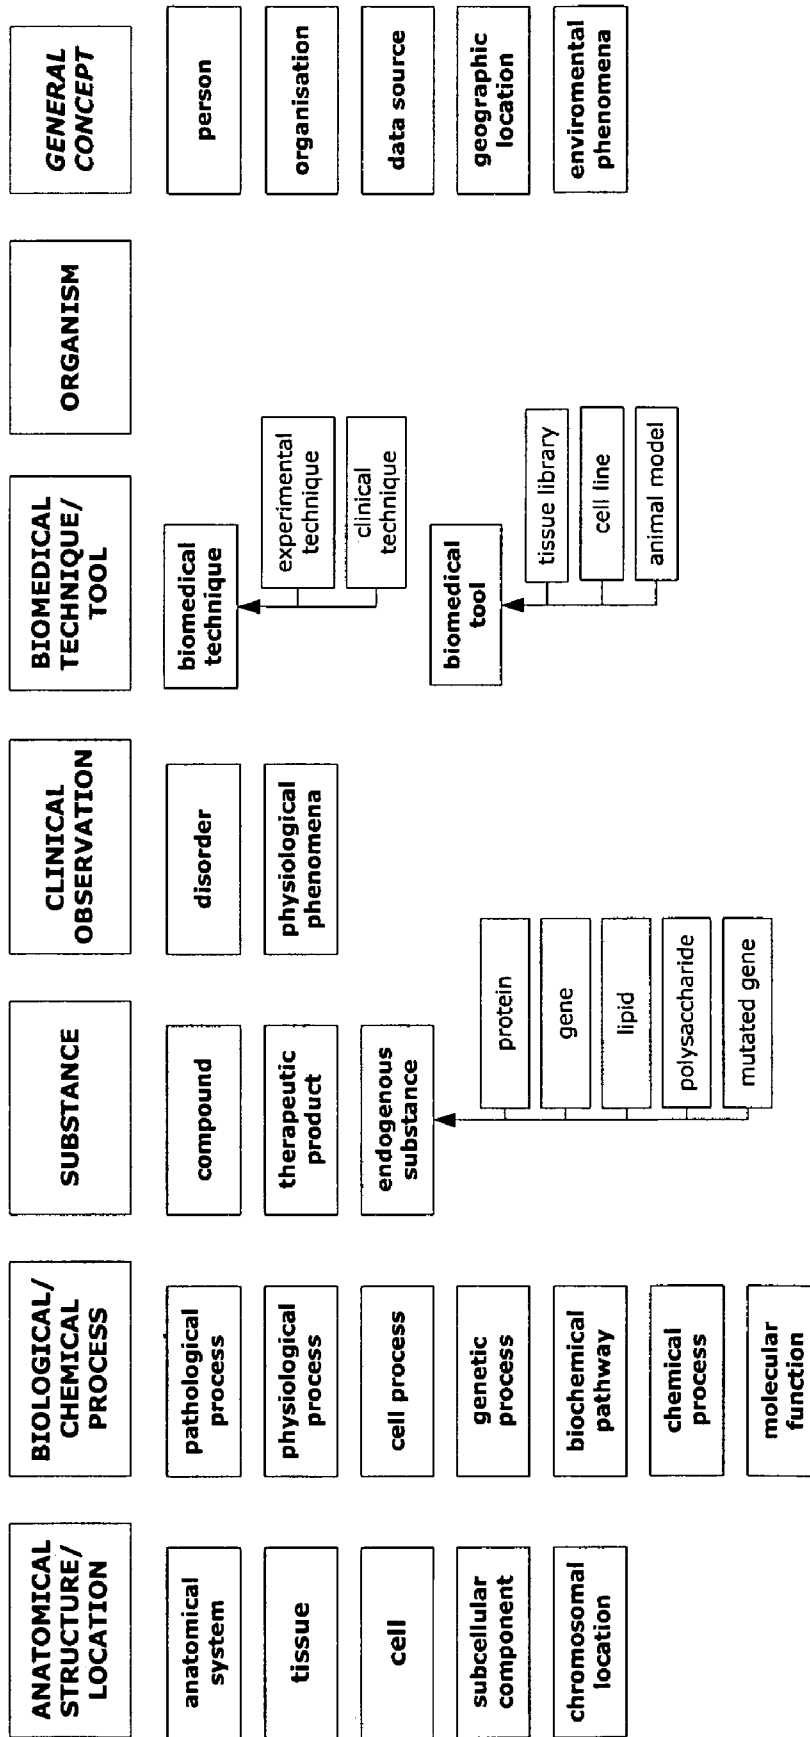 ANATOMICAL
STRUCTURE/
LOCATION
anatomical
system
tissue
cell
subcellular
component
chromosomal
location
BIOLOGICAL/
CHEMICAL
PROCESS
pathological
process
physiological
process
cell process
genetic
process
biochemical
pathway
chemical
process
molecular
function
SUBSTANCE
compound
therapeutic
product
endogenous
substance
protein
gene
lipid
polysaccharide
mutated gene
CLINICAL
OBSERVATION
disorder
physiological
phenomena
BIOMEDICAL
TECHNIQUE/
TOOL
biomedical
technique
experimental
technique
clinical
technique
biomedical
tool
tissue library
cell line
animal model
ORGANISM
GENERAL
CONCEPT
person
organisation
data source
geographic
location
enviromental
phenomena